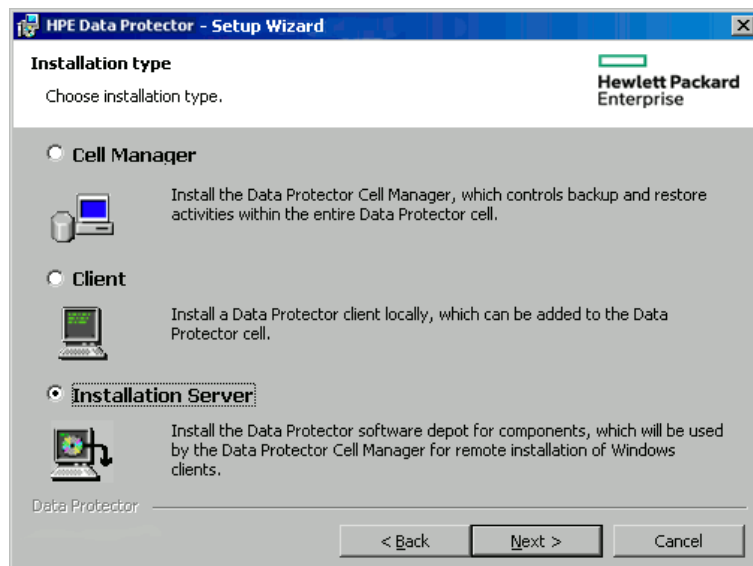 HPE Data Protector - Setup Wizard
Installation type
Choose installation type.
Hewlett Packard
Enterprise
Cell Manager
Install the Data Protector Cell Manager, which controls backup and restore
activities within the entire Data Protector cell.
Client
Install a Data Protector client locally, which can be added to the Data
Protector cell.
Installation Server
Install the Data Protector software depot for components, which will be used
by the Data Protector Cell Manager for remote installation of Windows
clients.
Data Protector
< Back
Next >
Cancel